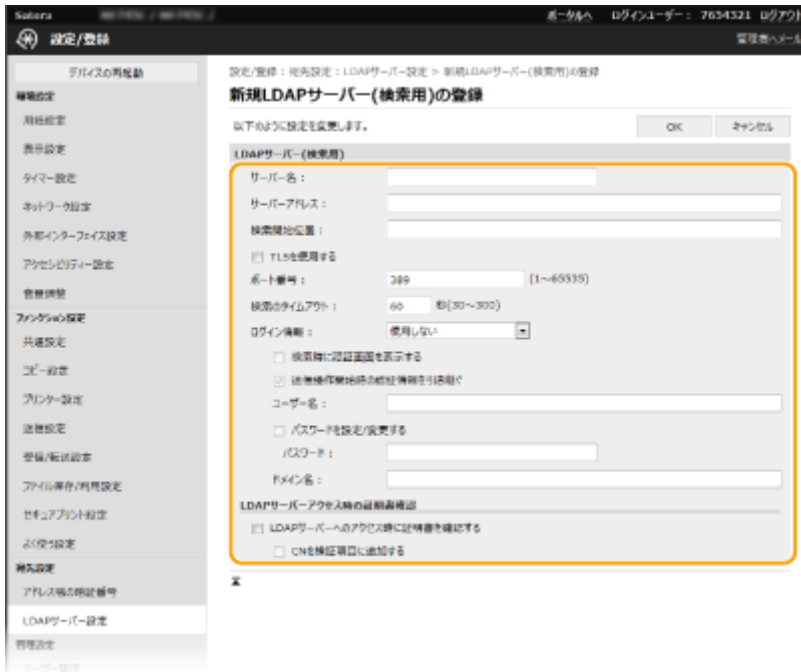 Satera
ポータルへ ログインユーザー： 7654321 ログアウト
設定/登録
管理者へメール
デバイスの再起動
環境設定
用紙設定
表示設定
タイマー設定
ネットワーク設定
外部インターフェイス設定
アクセシビリティー設定
音量調整
ファンクション設定
共通設定
コピー設定
プリンター設定
送信設定
受信/転送設定
ファイル保存/利用設定
セキュアプリント設定
よく使う設定
宛先設定
アドレス帳の暗証番号
LDAPサーバー設定
管理設定
設定/登録：宛先設定：LDAPサーバー設定 > 新規LDAPサーバー(検索用)の登録
新規LDAPサーバー(検索用)の登録
以下のように設定を変更します。 OK キャンセル
LDAPサーバー(検索用)
サーバー名：
サーバーアドレス：
検索開始位置：
TLSを使用する
ポート番号： 389 (1～65535)
検索のタイムアウト： 60 秒(30～300)
ログイン情報： 使用しない
検索時に認証画面を表示する
送信操作開始時の認証情報を引き継ぐ
ユーザー名：
パスワードを設定/変更する
パスワード：
ドメイン名：
LDAPサーバーアクセス時の証明書確認
LDAPサーバーへのアクセス時に証明書を確認する
CNを検証項目に追加する